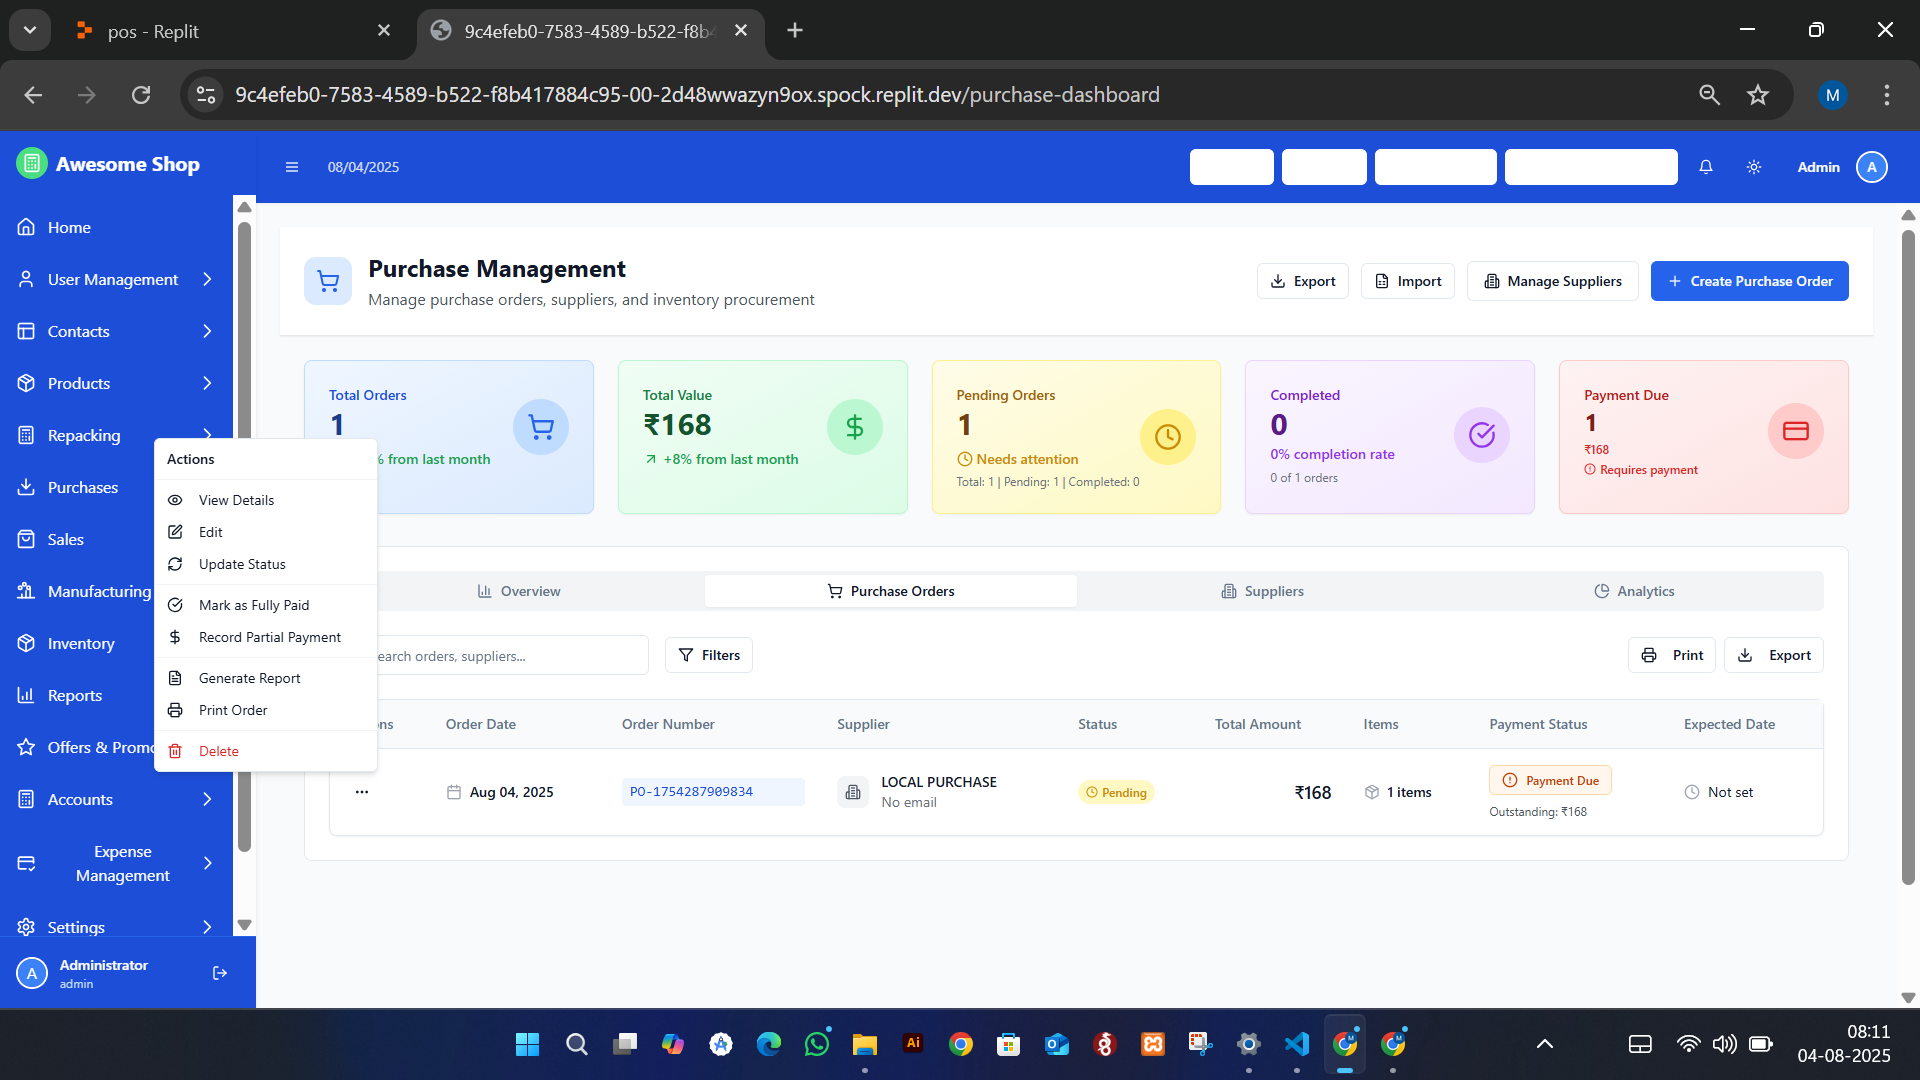 pos - Replit
9c4efeb0-7583-4589-b522-f8b4
9c4efeb0-7583-4589-b522-f8b417884c95-00-2d48wwazyn9ox.spock.replit.dev/purchase-dashboard
M
Awesome Shop
08/04/2025
Admin
A
Home
User Management
Contacts
Products
Repacking
Purchases
Sales
Manufacturing
Inventory
Reports
Offers & Promo
Accounts
Expense
Management
Settings
A
Administrator
admin
Purchase Management
Manage purchase orders, suppliers, and inventory procurement
Export
Import
Manage Suppliers
Create Purchase Order
Total Orders
1
% from last month
Total Value
₹168
+8% from last month
Pending Orders
1
Needs attention
Total: 1 | Pending: 1 | Completed: 0
Completed
0
0% completion rate
0 of 1 orders
Payment Due
1
₹168
Requires payment
Actions
View Details
Edit
Update Status
Mark as Fully Paid
Record Partial Payment
Generate Report
Print Order
Delete
Overview
Purchase Orders
Suppliers
Analytics
earch orders, suppliers...
Filters
Print
Export
ns
Order Date
Order Number
Supplier
Status
Total Amount
Items
Payment Status
Expected Date
Aug 04, 2025
PO-1754287909834
LOCAL PURCHASE
No email
Pending
₹168
1 items
Payment Due
Outstanding: ₹168
Not set
Ai
08:11
04-08-2025